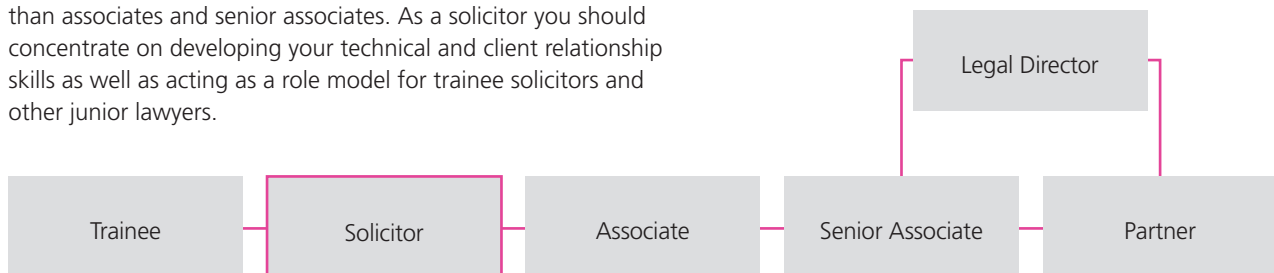 than associates and senior associates. As a solicitor you should
concentrate on developing your technical and client relationship
skills as well as acting as a role model for trainee solicitors and
other junior lawyers.
Legal Director
Trainee
Solicitor
Associate
Senior Associate
Partner